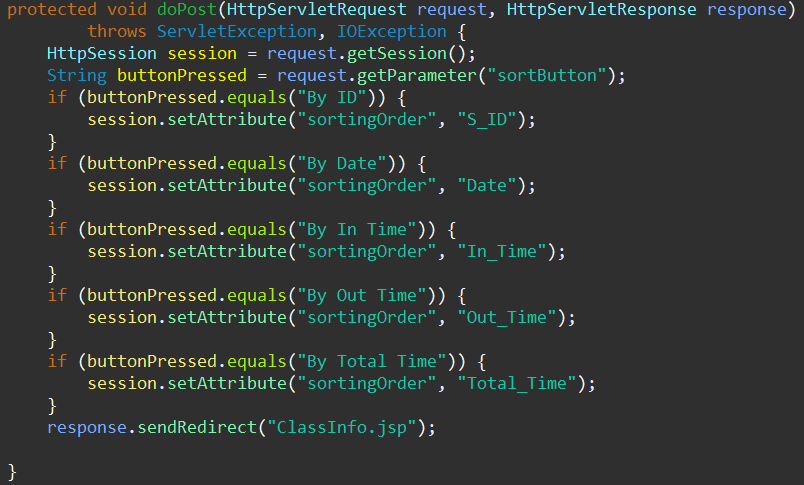 protected void doPost(HttpServletRequest request, HttpServletResponse response)
        throws ServletException, IOException {
    HttpSession session = request.getSession();
    String buttonPressed = request.getParameter("sortButton");
    if (buttonPressed.equals("By ID")) {
        session.setAttribute("sortingOrder", "S_ID");
    }
    if (buttonPressed.equals("By Date")) {
        session.setAttribute("sortingOrder", "Date");
    }
    if (buttonPressed.equals("By In Time")) {
        session.setAttribute("sortingOrder", "In_Time");
    }
    if (buttonPressed.equals("By Out Time")) {
        session.setAttribute("sortingOrder", "Out_Time");
    }
    if (buttonPressed.equals("By Total Time")) {
        session.setAttribute("sortingOrder", "Total_Time");
    }
    response.sendRedirect("ClassInfo.jsp");

}